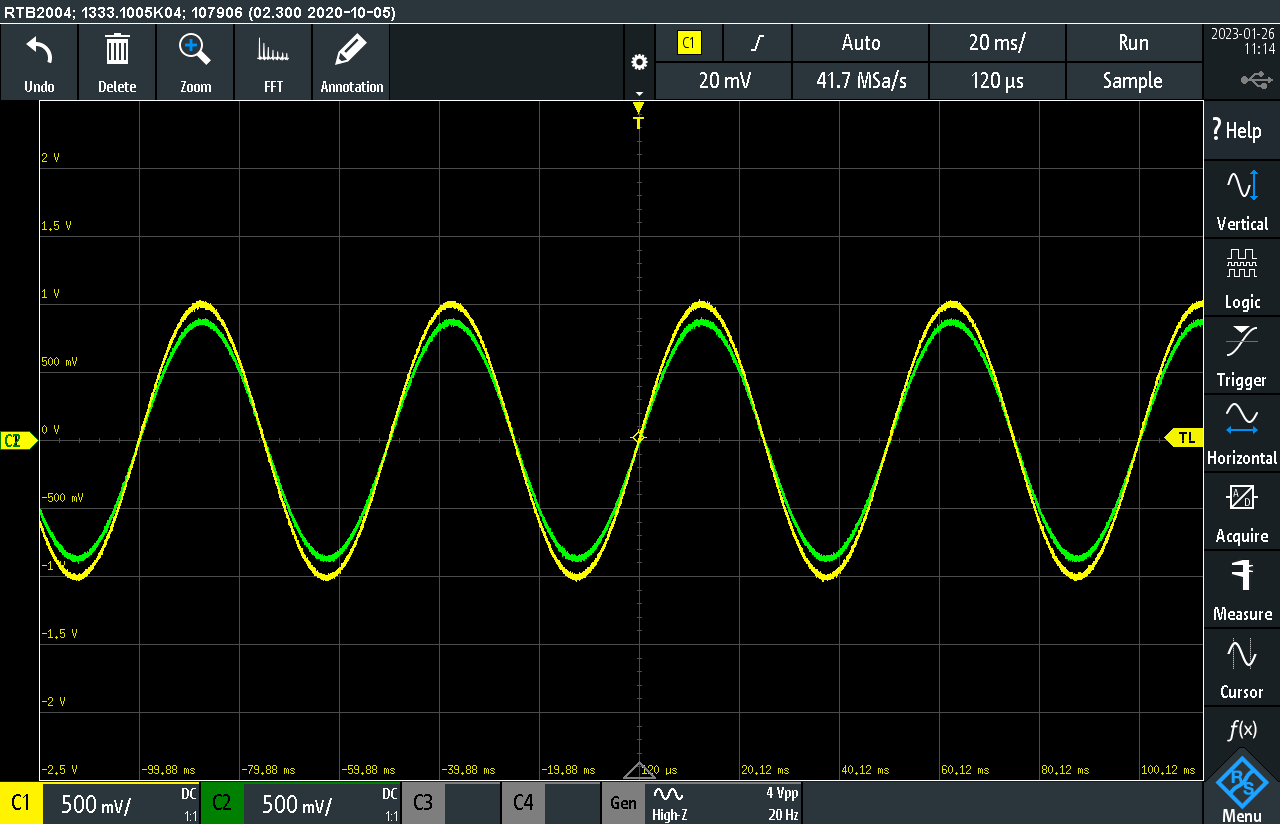 RTB2004; 1333.1005K04; 107906 (02.300 2020-10-05)
Undo
Delete
Zoom
FFT
Annotation
C1
Auto
20 ms/
Run
20 mV
41.7 MSa/s
120 µs
Sample
2023-01-26
11:14
T
2 V
1.5 V
1 V
500 mV
0 V
-500 mV
-1
-1.5 V
-2 V
-2.5 V
-99.88 ms
-79.88 ms
-59.88 ms
-39.88 ms
-19.88 ms
120 µs
20.12 ms
40.12 ms
60.12 ms
80.12 ms
100.12 ms
TL
? Help
Vertical
Logic
Trigger
Horizontal
A/D
Acquire
Measure
Cursor
f(x)
R&S
Menu
C1
500 mV/
DC
1:1
C2
500 mV/
DC
1:1
C3
C4
Gen
High-Z
4 Vpp
20 Hz